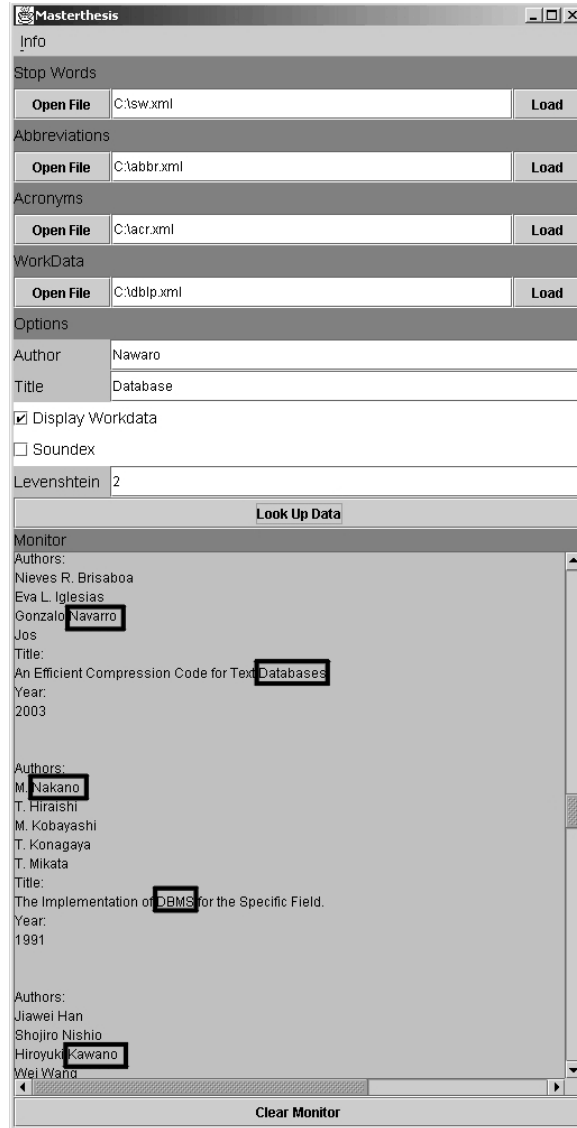 Masterthesis
Info
Stop Words
Open File C:\sw.xml Load
Abbreviations
Open File C:\abbr.xml Load
Acronyms
Open File C:\acr.xml Load
WorkData
Open File C:\dblp.xml Load
Options
Author Nawaro
Title Database
Display Workdata
Soundex
Levenshtein 2
Look Up Data
Monitor
Authors:
Nieves R. Brisaboa
Eva L. Iglesias
Gonzalo Navarro
Jos
Title:
An Efficient Compression Code for Text Databases
Year:
2003
Authors:
M. Nakano
T. Hiraishi
M. Kobayashi
T. Konagaya
T. Mikata
Title:
The Implementation of DBMS for the Specific Field.
Year:
1991
Authors:
Jiawei Han
Shojiro Nishio
Hiroyuki Kawano
Wei Wang
Clear Monitor